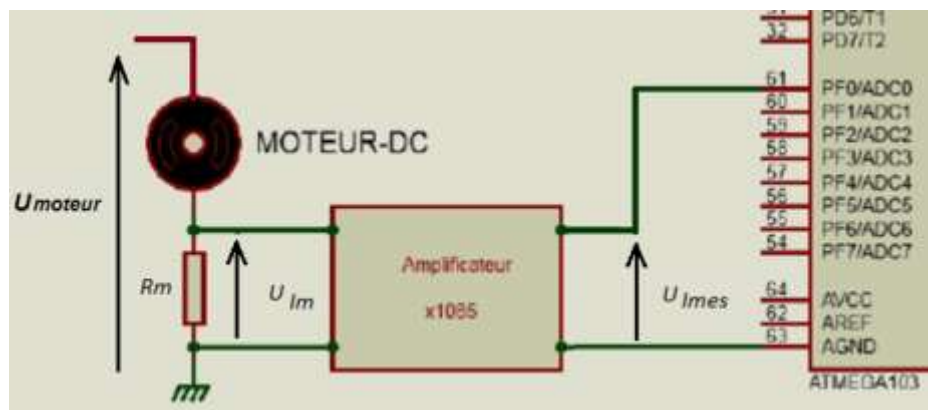 PD6/T1
32 PD7/T2
61 PF0/ADC0
60 PF1/ADC1
59 PF2/ADC2
58 PF3/ADC3
57 PF4/ADC4
56 PF5/ADC5
55 PF6/ADC6
54 PF7/ADC7
64 AVCC
62 AREF
63 AGND
ATMEGA103
MOTEUR-DC
U moteur
Rm
U Im
Amplificateur
x1085
U Imes